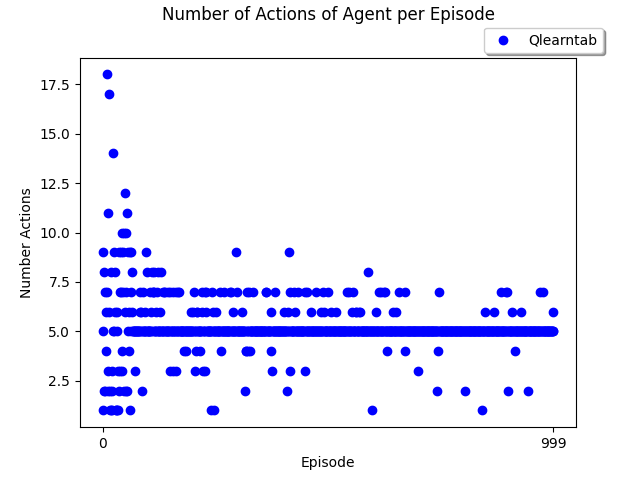 Number of Actions of Agent per Episode
Qlearntab
17.5
15.0
12.5
10.0
7.5
5.0
2.5
Number Actions
0
999
Episode